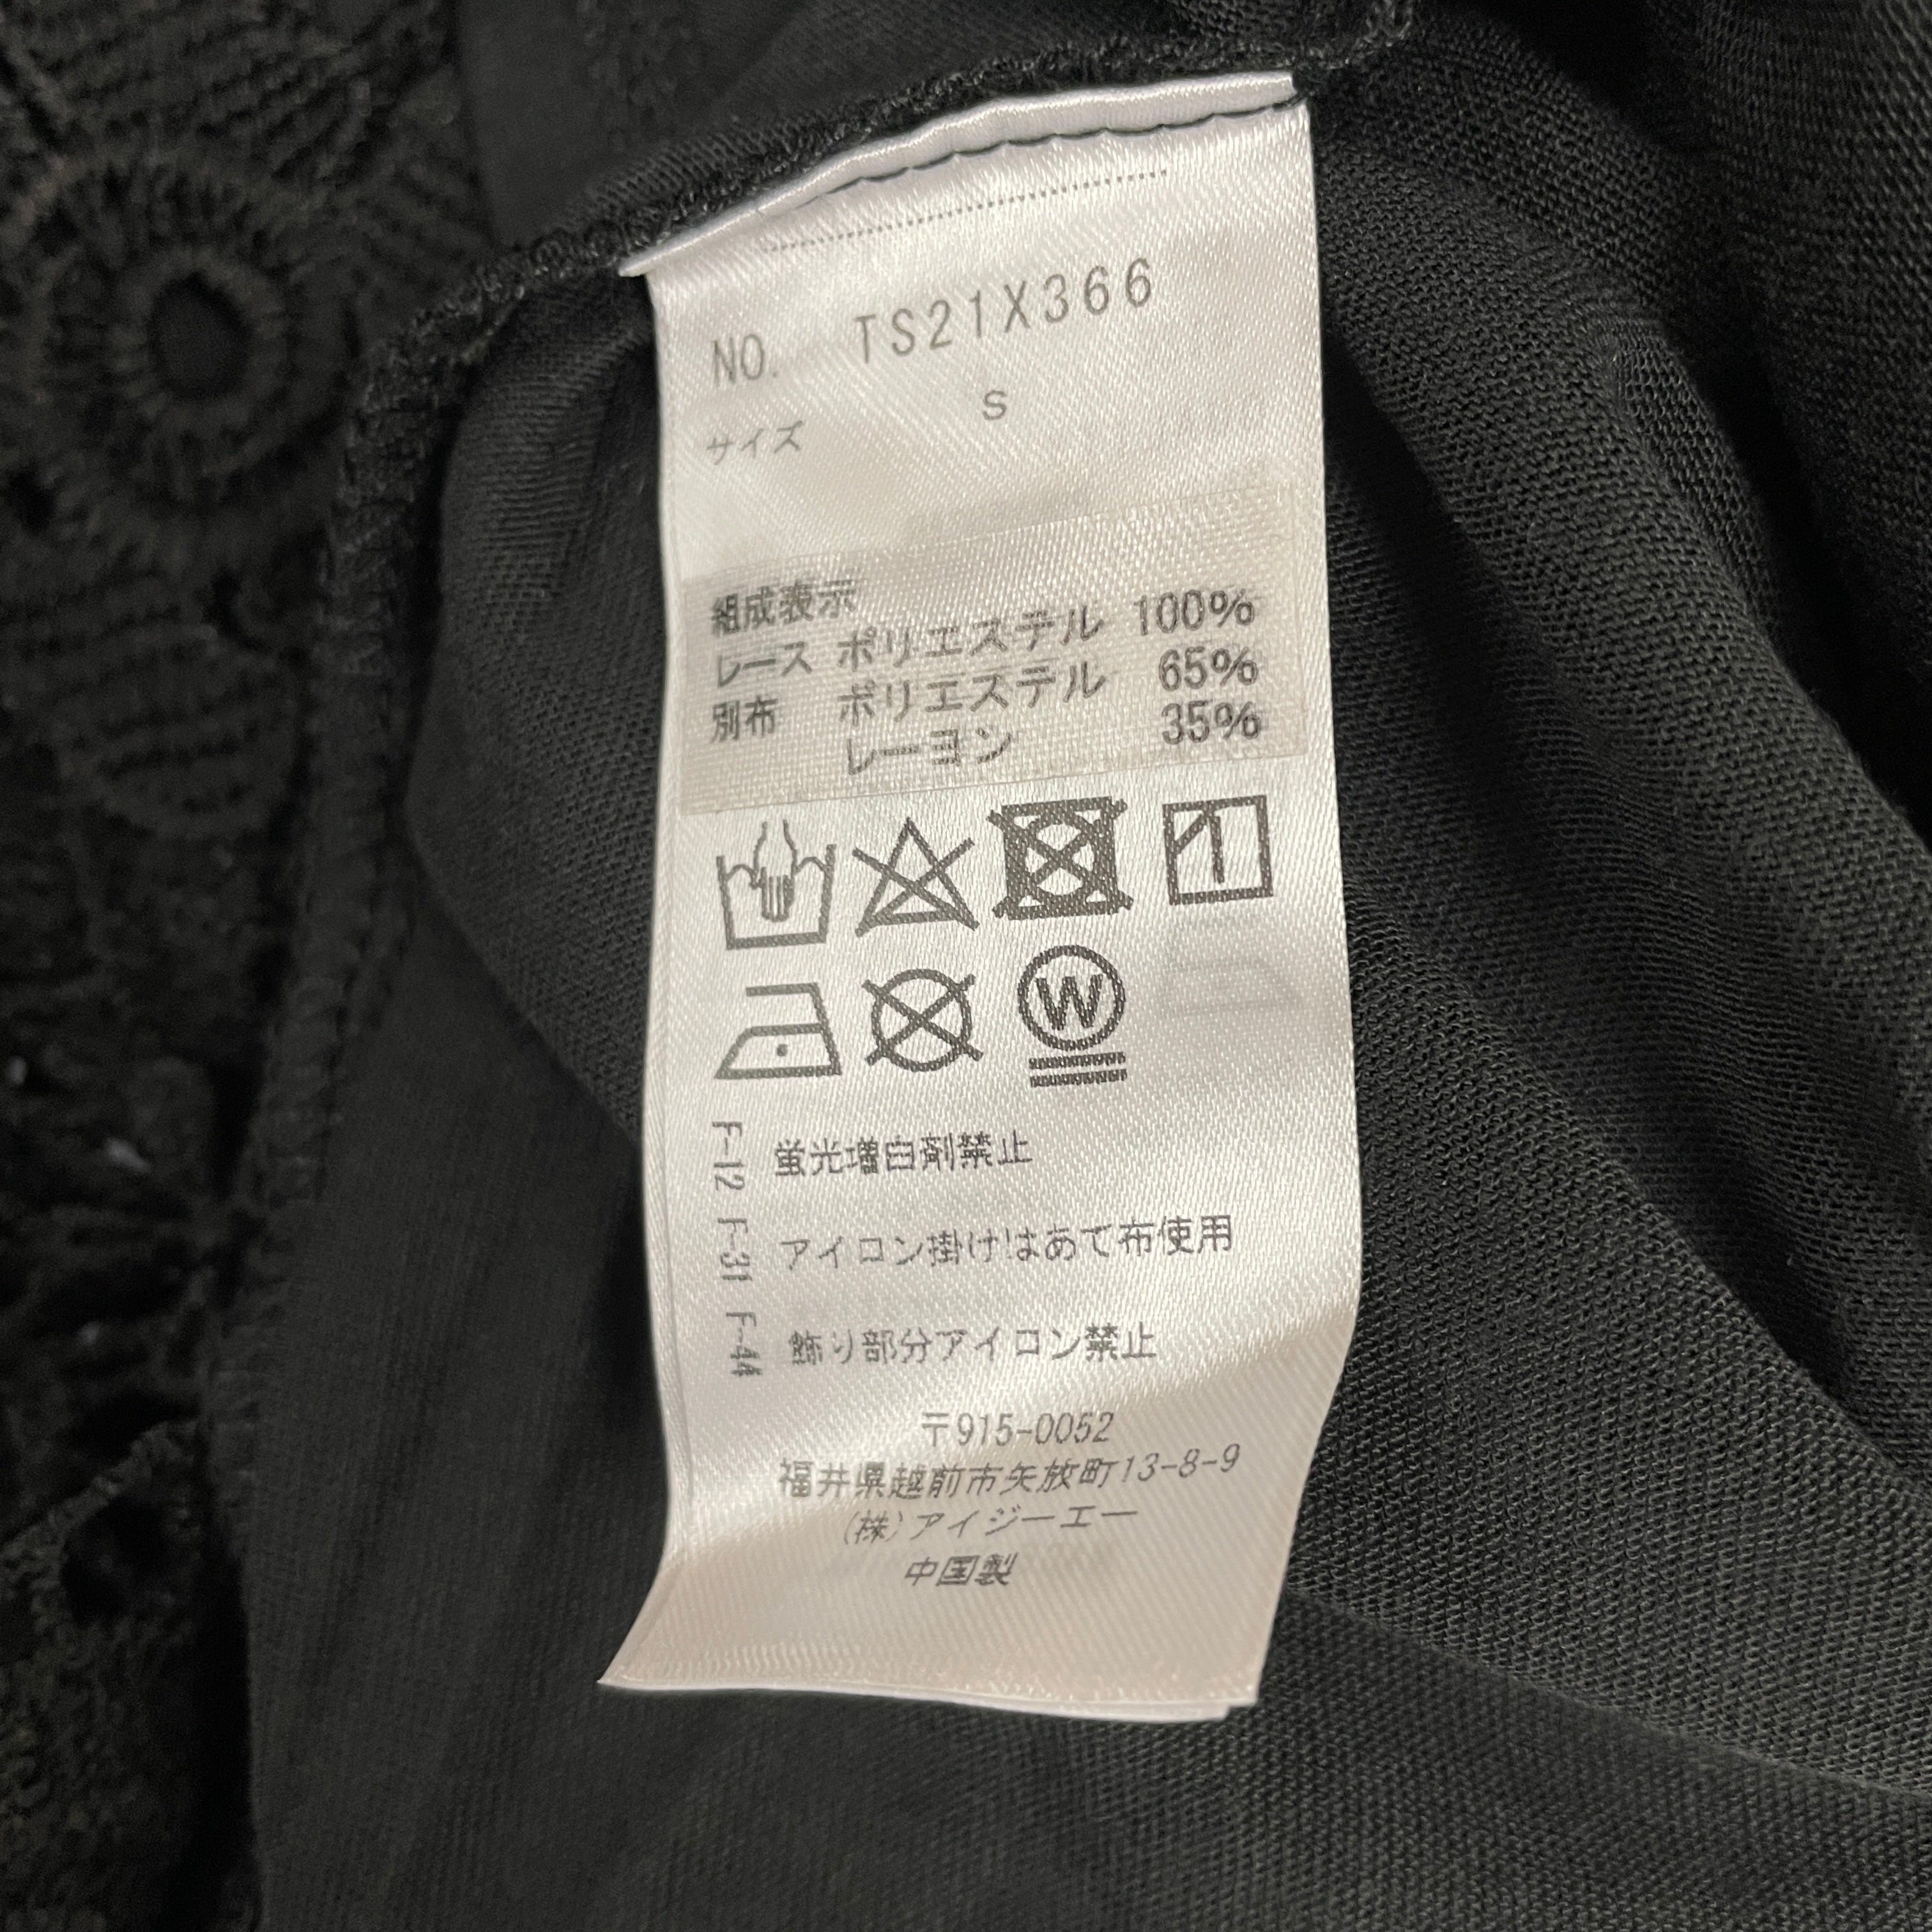 NO. TS21X366
サイズ S
組成表示
レース ポリエステル 100%
別布 ポリエステル 65%
レーヨン 35%
W
F-12 蛍光増白剤禁止
F-31 アイロン掛けはあて布使用
F-44 飾り部分アイロン禁止
〒915-0052
福井県越前市矢放町13-8-9
(株)アイジーエー
中国製